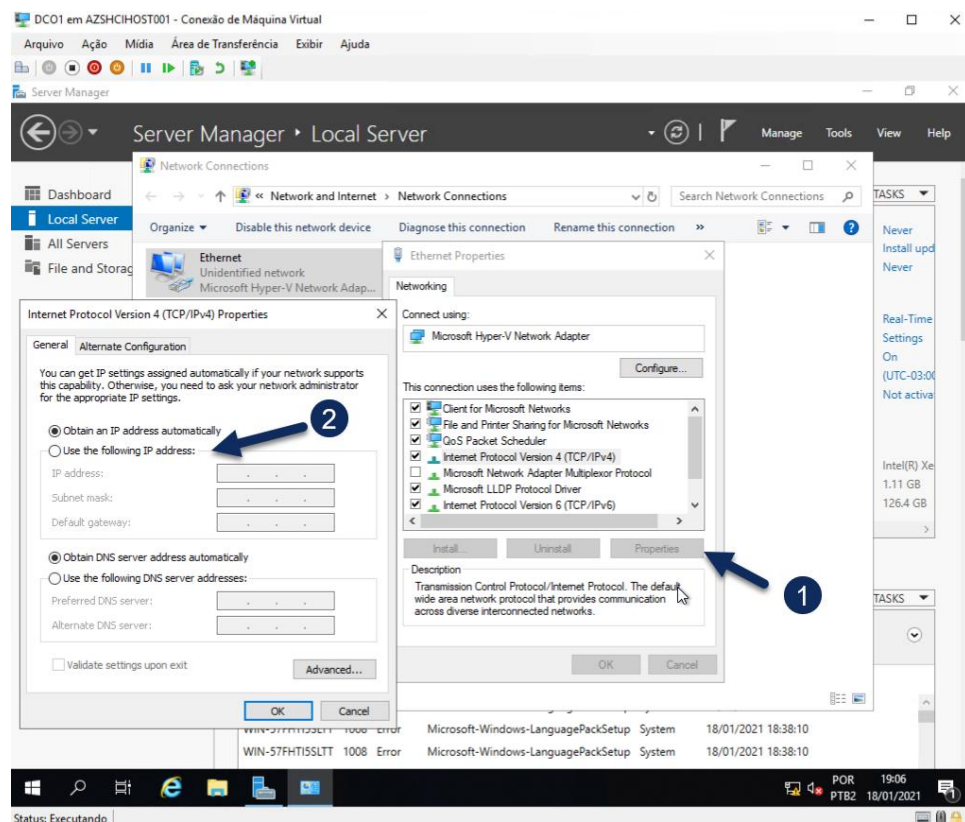 DCO1 em AZSHCIHOST001 - Conexão de Máquina Virtual
Arquivo Ação Mídia Área de Transferência Exibir Ajuda
Server Manager
Server Manager Local Server
Manage Tools View Help
Network Connections
Dashboard
Local Server
All Servers
File and Storag
« Network and Internet Network Connections
Search Network Connections
Organize
Disable this network device
Diagnose this connection
Rename this connection
»
Ethernet
Unidentified network
Microsoft Hyper-V Network Adap...
TASKS
Never
Install upd
Never
Real-Time
Settings
On
(UTC-03:00
Not activa
Intel(R) Xe
1.11 GB
126.4 GB
Ethernet Properties
Networking
Connect using:
Microsoft Hyper-V Network Adapter
Configure...
This connection uses the following items:
Client for Microsoft Networks
File and Printer Sharing for Microsoft Networks
QoS Packet Scheduler
Internet Protocol Version 4 (TCP/IPv4)
Microsoft Network Adapter Multiplexor Protocol
Microsoft LLDP Protocol Driver
Internet Protocol Version 6 (TCP/IPv6)
Install... Uninstall Properties
Description
Transmission Control Protocol/Internet Protocol. The default
wide area network protocol that provides communication
across diverse interconnected networks.
OK Cancel
1
Internet Protocol Version 4 (TCP/IPv4) Properties
General Alternate Configuration
You can get IP settings assigned automatically if your network supports
this capability. Otherwise, you need to ask your network administrator
for the appropriate IP settings.
Obtain an IP address automatically
Use the following IP address:
2
IP address:
Subnet mask:
Default gateway:
Obtain DNS server address automatically
Use the following DNS server addresses:
Preferred DNS server:
Alternate DNS server:
Validate settings upon exit
Advanced...
OK Cancel
TASKS
WIN-57FHTI5SLTT 1008 Error Microsoft-Windows-LanguagePackSetup System 18/01/2021 18:38:10
WIN-57FHTI5SLTT 1008 Error Microsoft-Windows-LanguagePackSetup System 18/01/2021 18:38:10
POR
PTB2
19:06
18/01/2021
1
Status: Executando